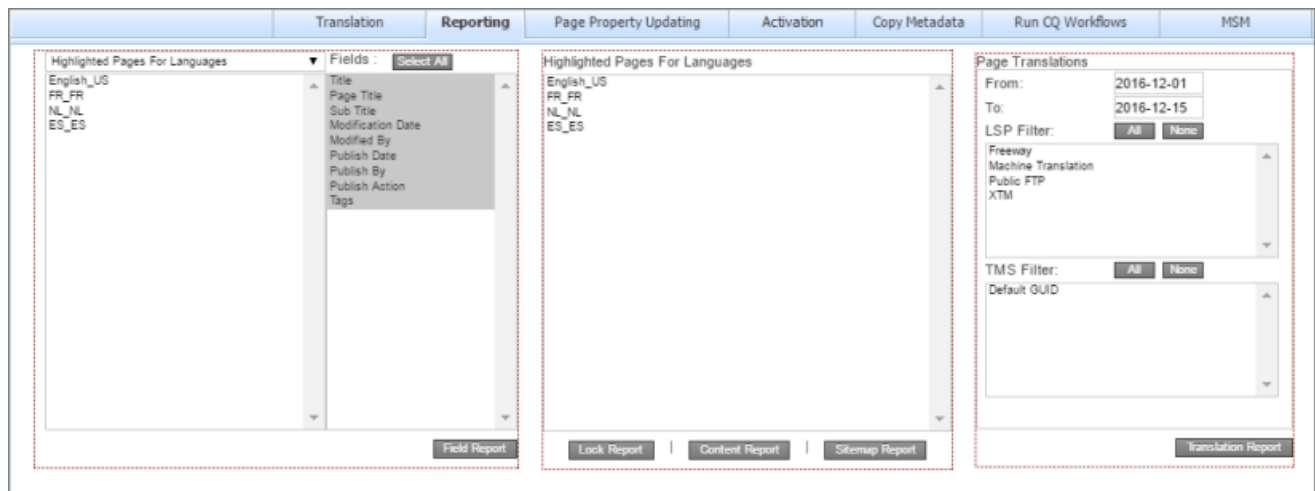 Translation Reporting Page Property Updating Activation Copy Metadata Run CQ Workflows MSM
Highlighted Pages For Languages
English_US
FR_FR
NL_NL
ES_ES
Fields : Select All
Title
Page Title
Sub Title
Modification Date
Modified By
Publish Date
Publish By
Publish Action
Tags
Field Report
Highlighted Pages For Languages
English_US
FR_FR
NL_NL
ES_ES
Lock Report | Content Report | Sitemap Report
Page Translations
From: 2016-12-01
To: 2016-12-15
LSP Filter: All None
Freeway
Machine Translation
Public FTP
XTM
TMS Filter: All None
Default GUID
Translation Report